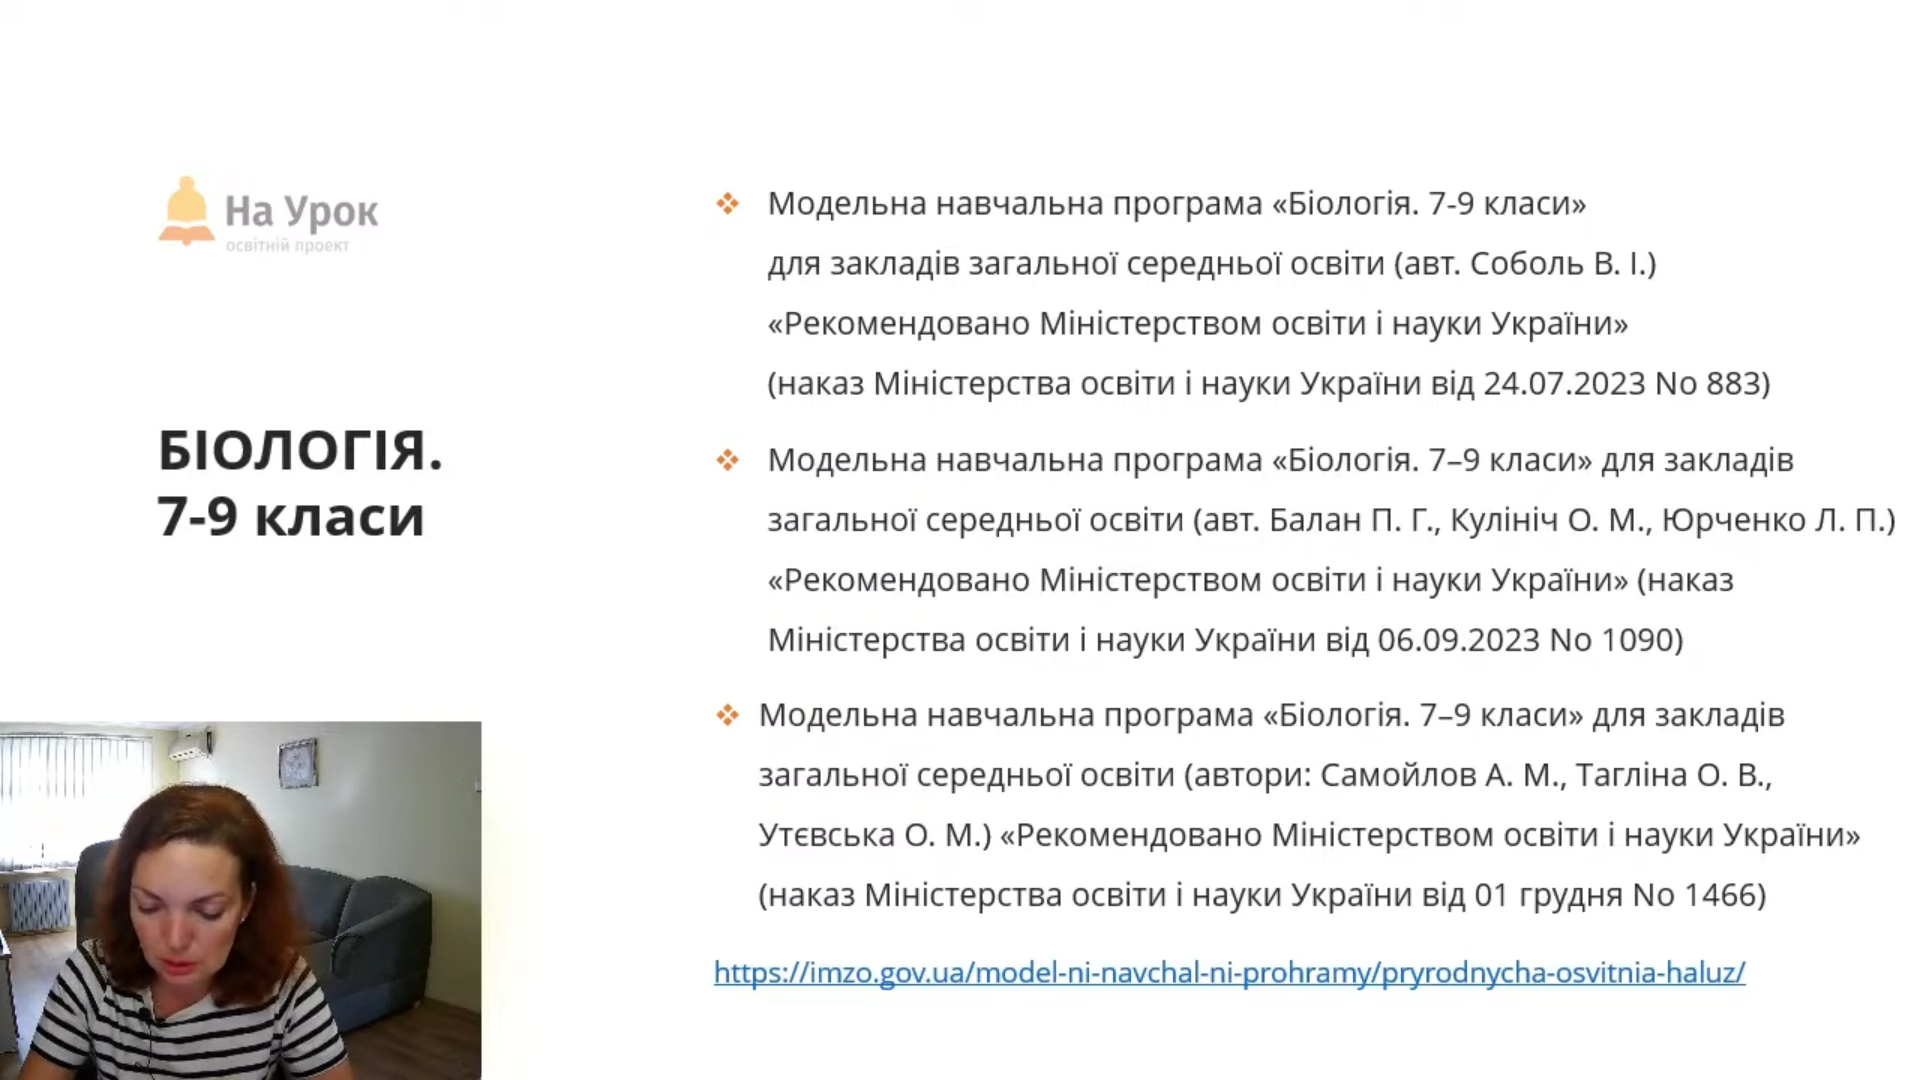 На Урок
освітній проект
БІОЛОГІЯ.
7-9 класи
Модельна навчальна програма «Біологія. 7-9 класи»
для закладів загальної середньої освіти (авт. Соболь В. І.)
«Рекомендовано Міністерством освіти і науки України»
(наказ Міністерства освіти і науки України від 24.07.2023 No 883)
Модельна навчальна програма «Біологія. 7–9 класи» для закладів
загальної середньої освіти (авт. Балан П. Г., Кулініч О. М., Юрченко Л. П.)
«Рекомендовано Міністерством освіти і науки України» (наказ
Міністерства освіти і науки України від 06.09.2023 No 1090)
Модельна навчальна програма «Біологія. 7–9 класи» для закладів
загальної середньої освіти (автори: Самойлов А. М., Тагліна О. В.,
Утєвська О. М.) «Рекомендовано Міністерством освіти і науки України»
(наказ Міністерства освіти і науки України від 01 грудня No 1466)
https://imzo.gov.ua/model-ni-navchal-ni-prohramy/pryrodnycha-osvitnia-haluz/